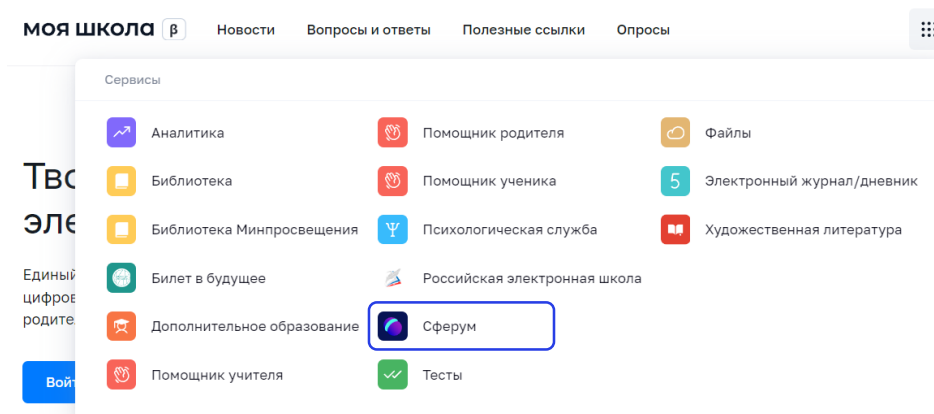 МОЯ ШКОЛА β Новости Вопросы и ответы Полезные ссылки Опросы
Сервисы
Аналитика Помощник родителя Файлы
Библиотека Помощник ученика 5 Электронный журнал/дневник
Библиотека Минпросвещения Ψ Психологическая служба Художественная литература
Билет в будущее Российская электронная школа
Дополнительное образование Сферум
Помощник учителя Тесты
Единый